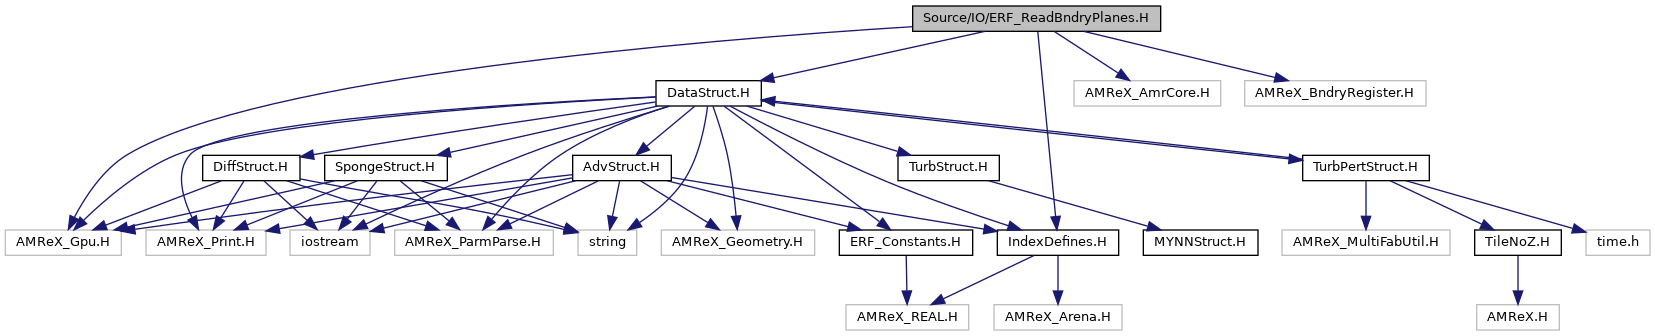 Source/IO/ERF_ReadBndryPlanes.H
DataStruct.H
AMReX_AmrCore.H
AMReX_BndryRegister.H
DiffStruct.H
SpongeStruct.H
AdvStruct.H
TurbStruct.H
TurbPertStruct.H
AMReX_Gpu.H
AMReX_Print.H
iostream
AMReX_ParmParse.H
string
AMReX_Geometry.H
ERF_Constants.H
IndexDefines.H
MYNNStruct.H
AMReX_MultiFabUtil.H
TileNoZ.H
time.h
AMReX_REAL.H
AMReX_Arena.H
AMReX.H